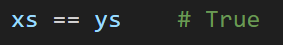 xs == ys    # True